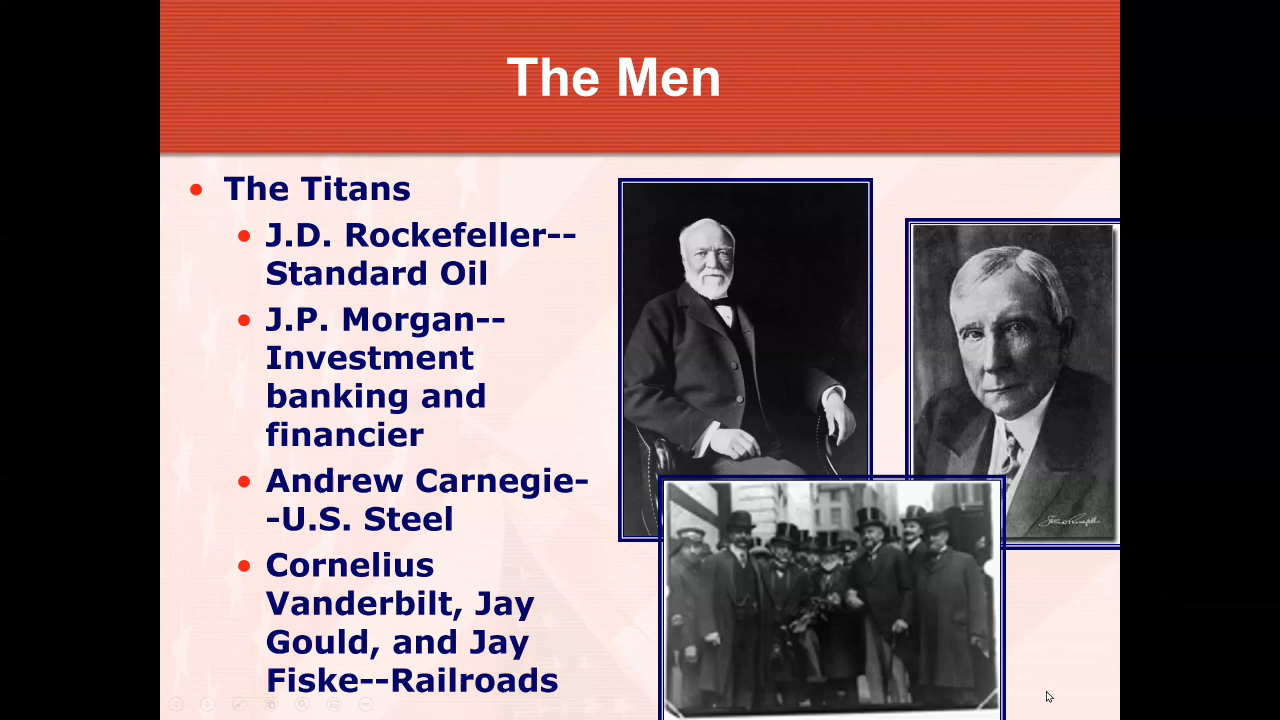 The Men
The Titans
J.D. Rockefeller--
Standard Oil
J.P. Morgan--
Investment
banking and
financier
Andrew Carnegie-
-U.S. Steel
Cornelius
Vanderbilt, Jay
Gould, and Jay
Fiske--Railroads